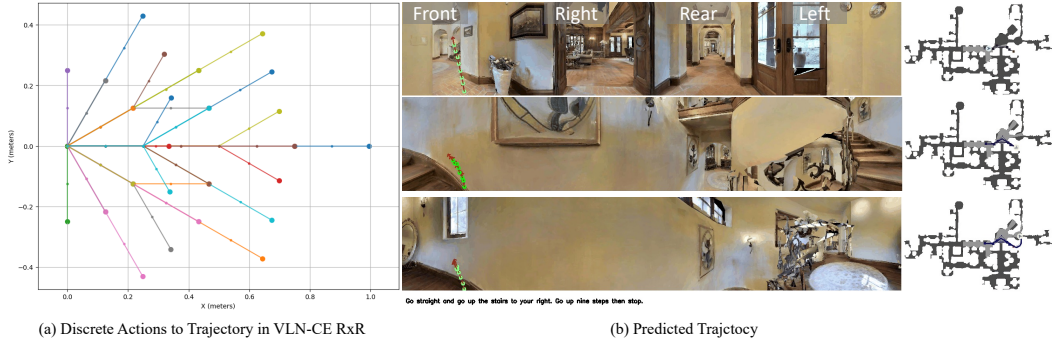 Front Right Rear Left
0.4
0.2
0.0
−0.2
−0.4
Y (meters)
0.0 0.2 0.4 0.6 0.8 1.0
X (meters)
Go straight and go up the stairs to your right. Go up nine steps then stop.
(a) Discrete Actions to Trajectory in VLN-CE RxR
(b) Predicted Trajctocy